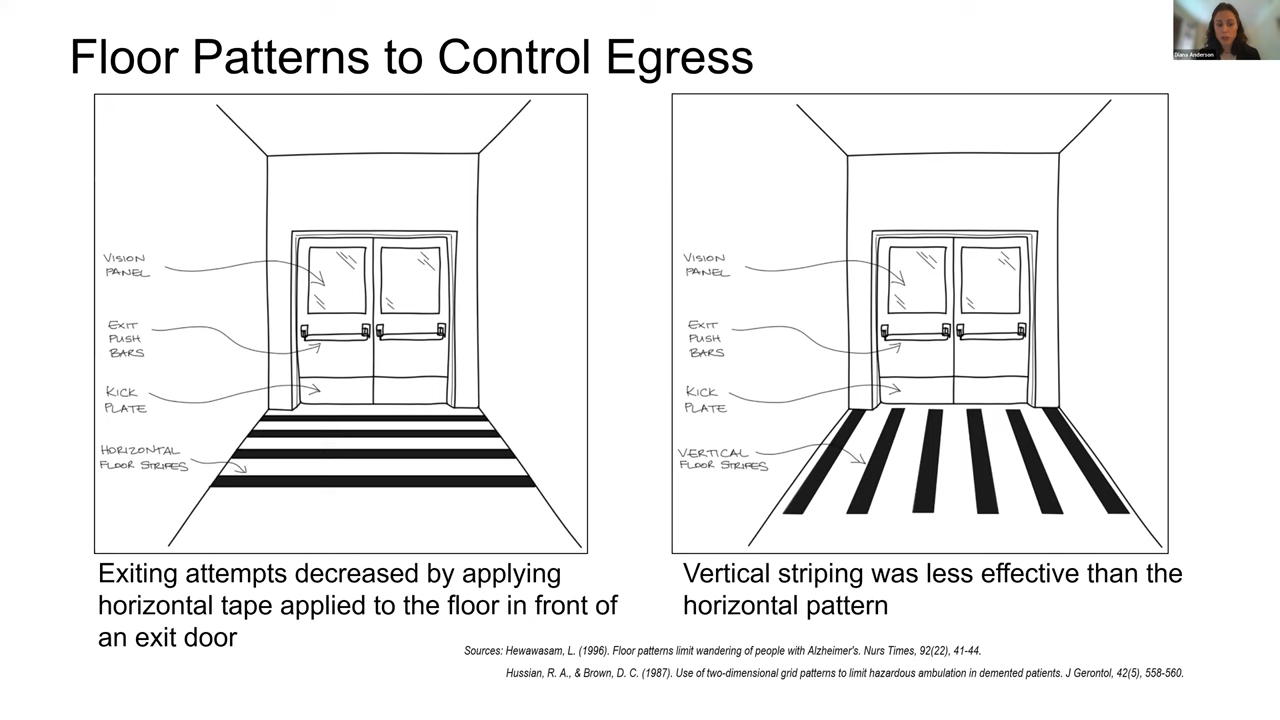 Floor Patterns to Control Egress
Diana Anderson
VISION
PANEL
EXIT
PUSH
BARS
KICK
PLATE
HORIZONTAL
FLOOR STRIPES
Exiting attempts decreased by applying
horizontal tape applied to the floor in front of
an exit door
VISION
PANEL
EXIT
PUSH
BARS
KICK
PLATE
VERTICAL
FLOOR STRIPES
Vertical striping was less effective than the
horizontal pattern
Sources: Hewawasam, L. (1996). Floor patterns limit wandering of people with Alzheimer's. Nurs Times, 92(22), 41-44.
Hussian, R. A., & Brown, D. C. (1987). Use of two-dimensional grid patterns to limit hazardous ambulation in demented patients. J Gerontol, 42(5), 558-560.